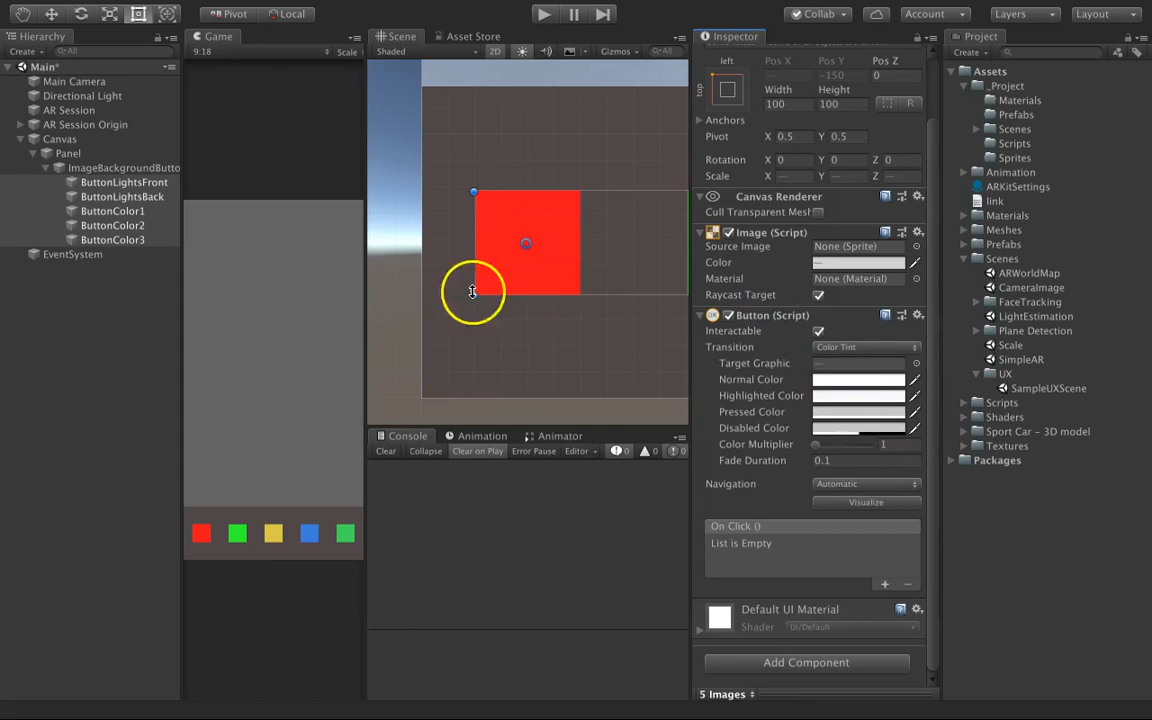 Pivot Local Collab Account Layers Layout
Hierarchy Game Scene Asset Store Inspector Project
Create All 9:18 Scale Shaded 2D Gizmos All Create
Main*
Main Camera
Directional Light
AR Session
AR Session Origin
Canvas
Panel
ImageBackgroundButto
ButtonLightsFront
ButtonLightsBack
ButtonColor1
ButtonColor2
ButtonColor3
EventSystem
left Pos X Pos Y Pos Z
top — -150 0
Width Height
100 100 R
Anchors
Pivot X 0.5 Y 0.5
Rotation X 0 Y 0 Z 0
Scale X — Y — Z —
Canvas Renderer
Cull Transparent Mesh
Image (Script)
Source Image None (Sprite)
Color —
Material None (Material)
Raycast Target
OK Button (Script)
Interactable
Transition Color Tint
Target Graphic —
Normal Color
Highlighted Color
Pressed Color
Disabled Color
Color Multiplier 1
Fade Duration 0.1
Navigation Automatic
Visualize
On Click ()
List is Empty
+ −
Default UI Material
Shader UI/Default
Add Component
5 Images
Console Animation Animator
Clear Collapse Clear on Play Error Pause Editor 0 0 0
Assets
_Project
Materials
Prefabs
Scenes
Scripts
Sprites
Animation
ARKitSettings
link
Materials
Meshes
Prefabs
Scenes
ARWorldMap
CameraImage
FaceTracking
LightEstimation
Plane Detection
Scale
SimpleAR
UX
SampleUXScene
Scripts
Shaders
Sport Car - 3D model
Textures
Packages